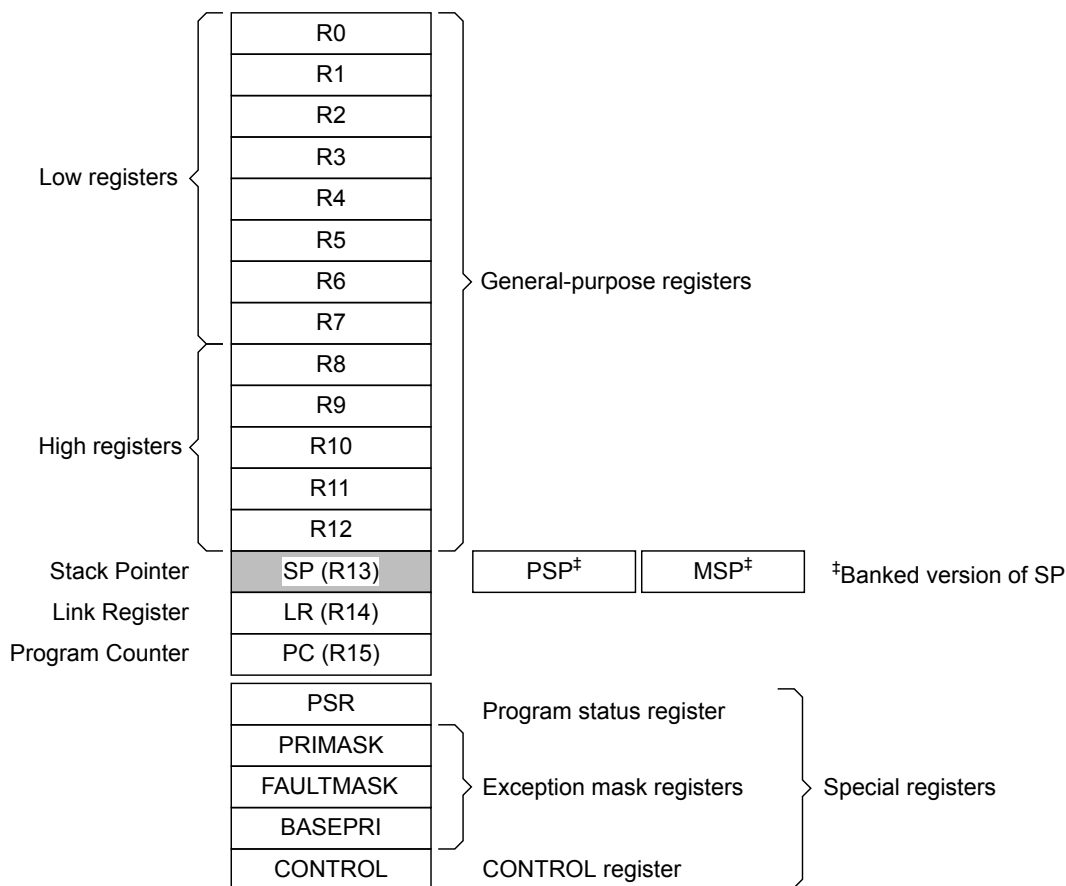 R0
R1
R2
R3
Low registers
R4
R5
R6
General-purpose registers
R7
R8
R9
High registers
R10
R11
R12
Stack Pointer SP (R13) PSP‡ MSP‡ ‡Banked version of SP
Link Register LR (R14)
Program Counter PC (R15)
PSR Program status register
PRIMASK
FAULTMASK Exception mask registers Special registers
BASEPRI
CONTROL CONTROL register